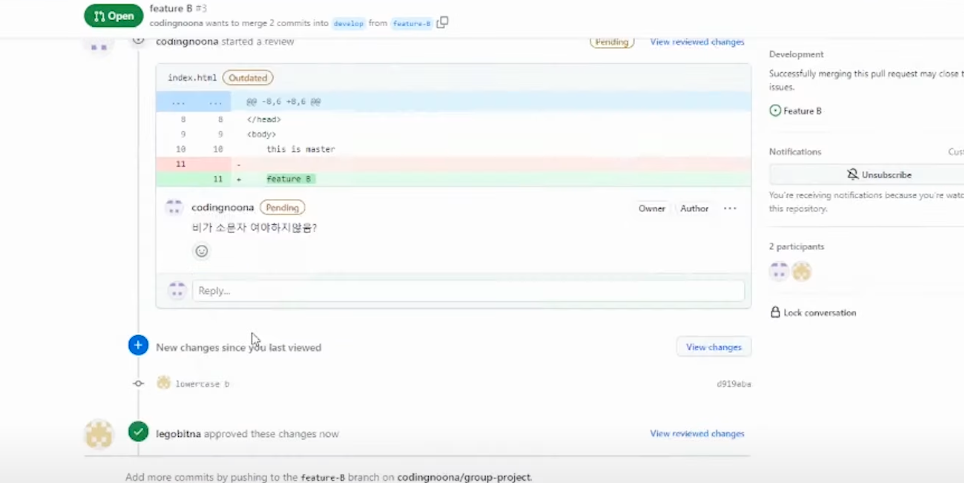 Open
feature B #3
codingnoona wants to merge 2 commits into develop from feature-B
codingnoona started a review
Pending
View reviewed changes
index.html Outdated
... ... @@ -8,6 +8,6 @@
8 8 </head>
9 9 <body>
10 10 this is master
11 -
11 + feature B
codingnoona Pending
Owner Author ...
비가 소문자 여야하지않음?
Reply...
New changes since you last viewed
View changes
lowercase b
d919aba
legobitna approved these changes now
View reviewed changes
Add more commits by pushing to the feature-B branch on codingnoona/group-project.
Development
Successfully merging this pull request may close t
issues.
Feature B
Notifications
Cus
Unsubscribe
You're receiving notifications because you're watc
this repository.
2 participants
Lock conversation